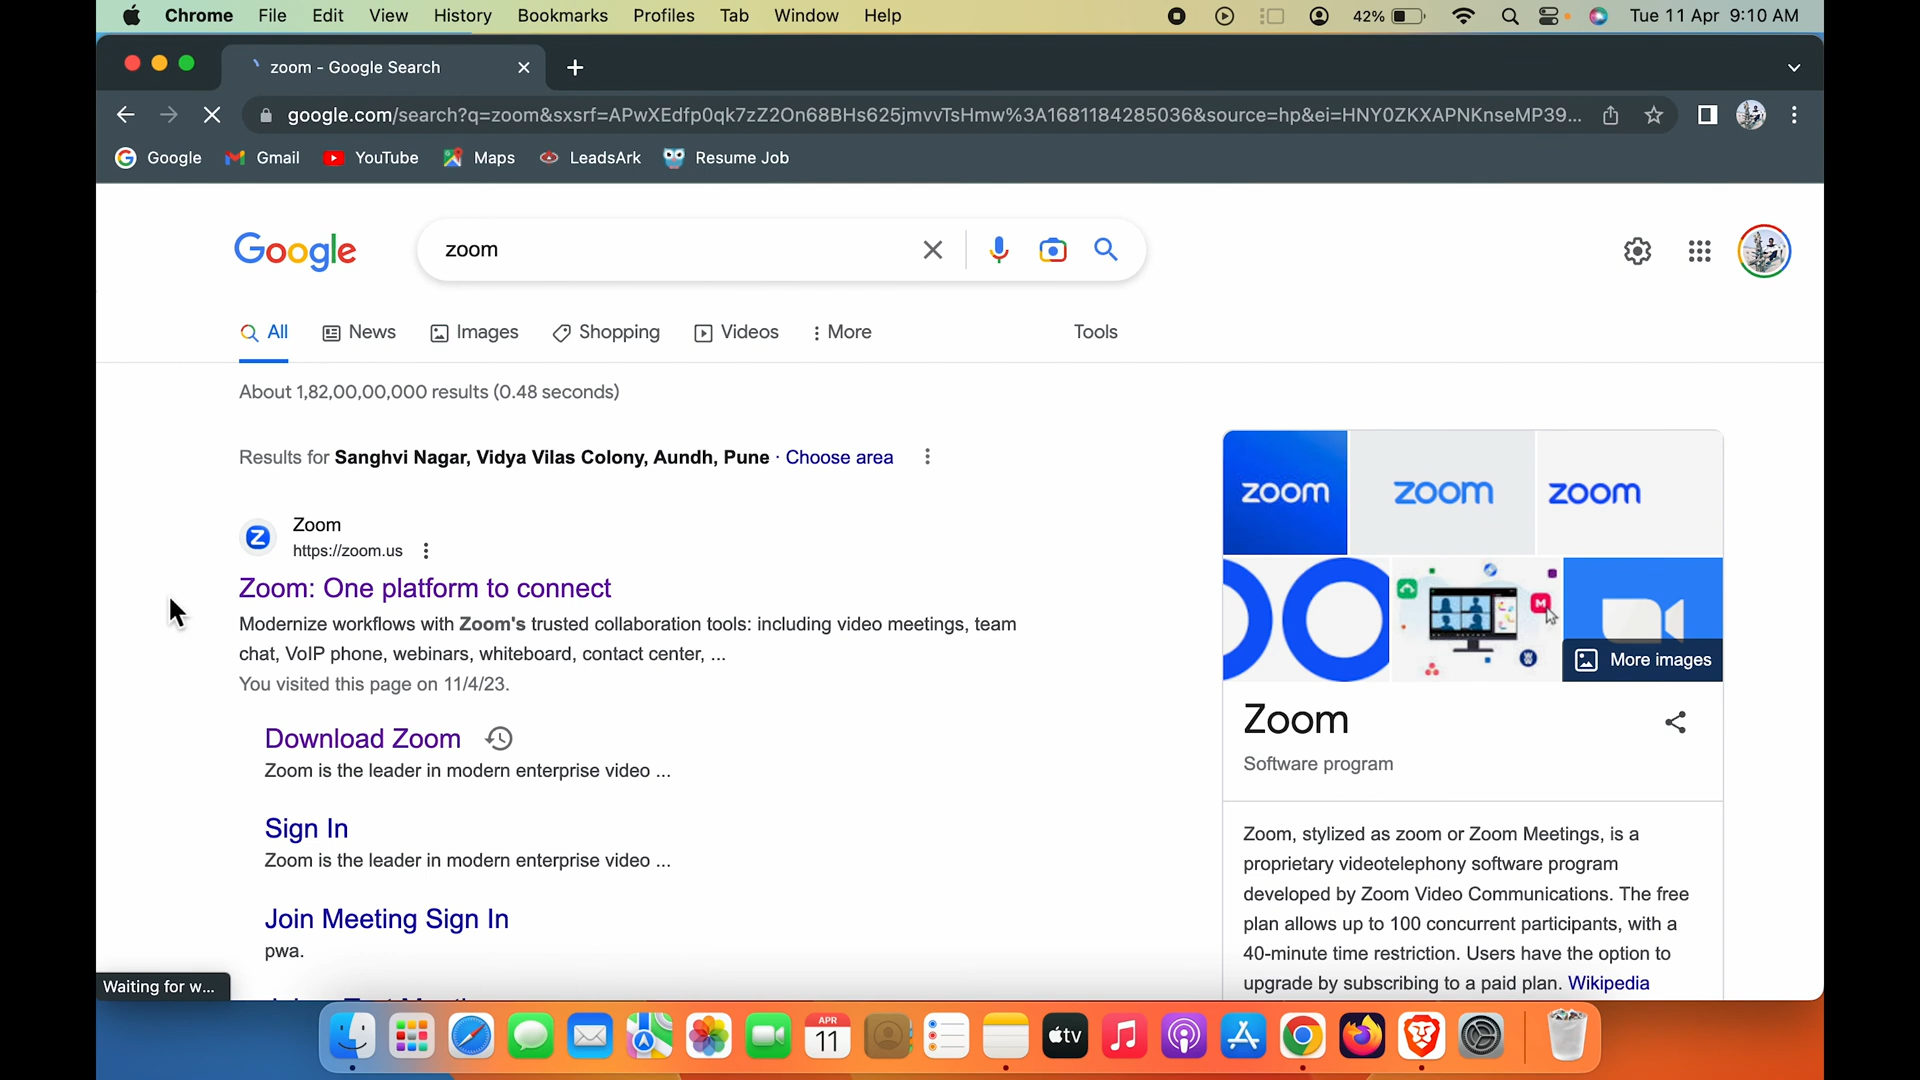 Chrome File Edit View History Bookmarks Profiles Tab Window Help 42% Tue 11 Apr 9:10 AM
zoom - Google Search
google.com/search?q=zoom&sxsrf=APwXEdfp0qk7zZ2On68BHs625jmvvTsHmw%3A1681184285036&source=hp&ei=HNY0ZKXAPNKnseMP39...
Google Gmail YouTube Maps LeadsArk Resume Job
Google zoom
All News Images Shopping Videos More Tools
About 1,82,00,00,000 results (0.48 seconds)
Results for Sanghvi Nagar, Vidya Vilas Colony, Aundh, Pune · Choose area
Zoom
https://zoom.us
Zoom: One platform to connect
Modernize workflows with Zoom's trusted collaboration tools: including video meetings, team
chat, VoIP phone, webinars, whiteboard, contact center, ...
You visited this page on 11/4/23.
Download Zoom
Zoom is the leader in modern enterprise video ...
Sign In
Zoom is the leader in modern enterprise video ...
Join Meeting Sign In
pwa.
zoom zoom zoom
More images
Zoom
Software program
Zoom, stylized as zoom or Zoom Meetings, is a
proprietary videotelephony software program
developed by Zoom Video Communications. The free
plan allows up to 100 concurrent participants, with a
40-minute time restriction. Users have the option to
upgrade by subscribing to a paid plan. Wikipedia
Waiting for w...
APR
11
tv